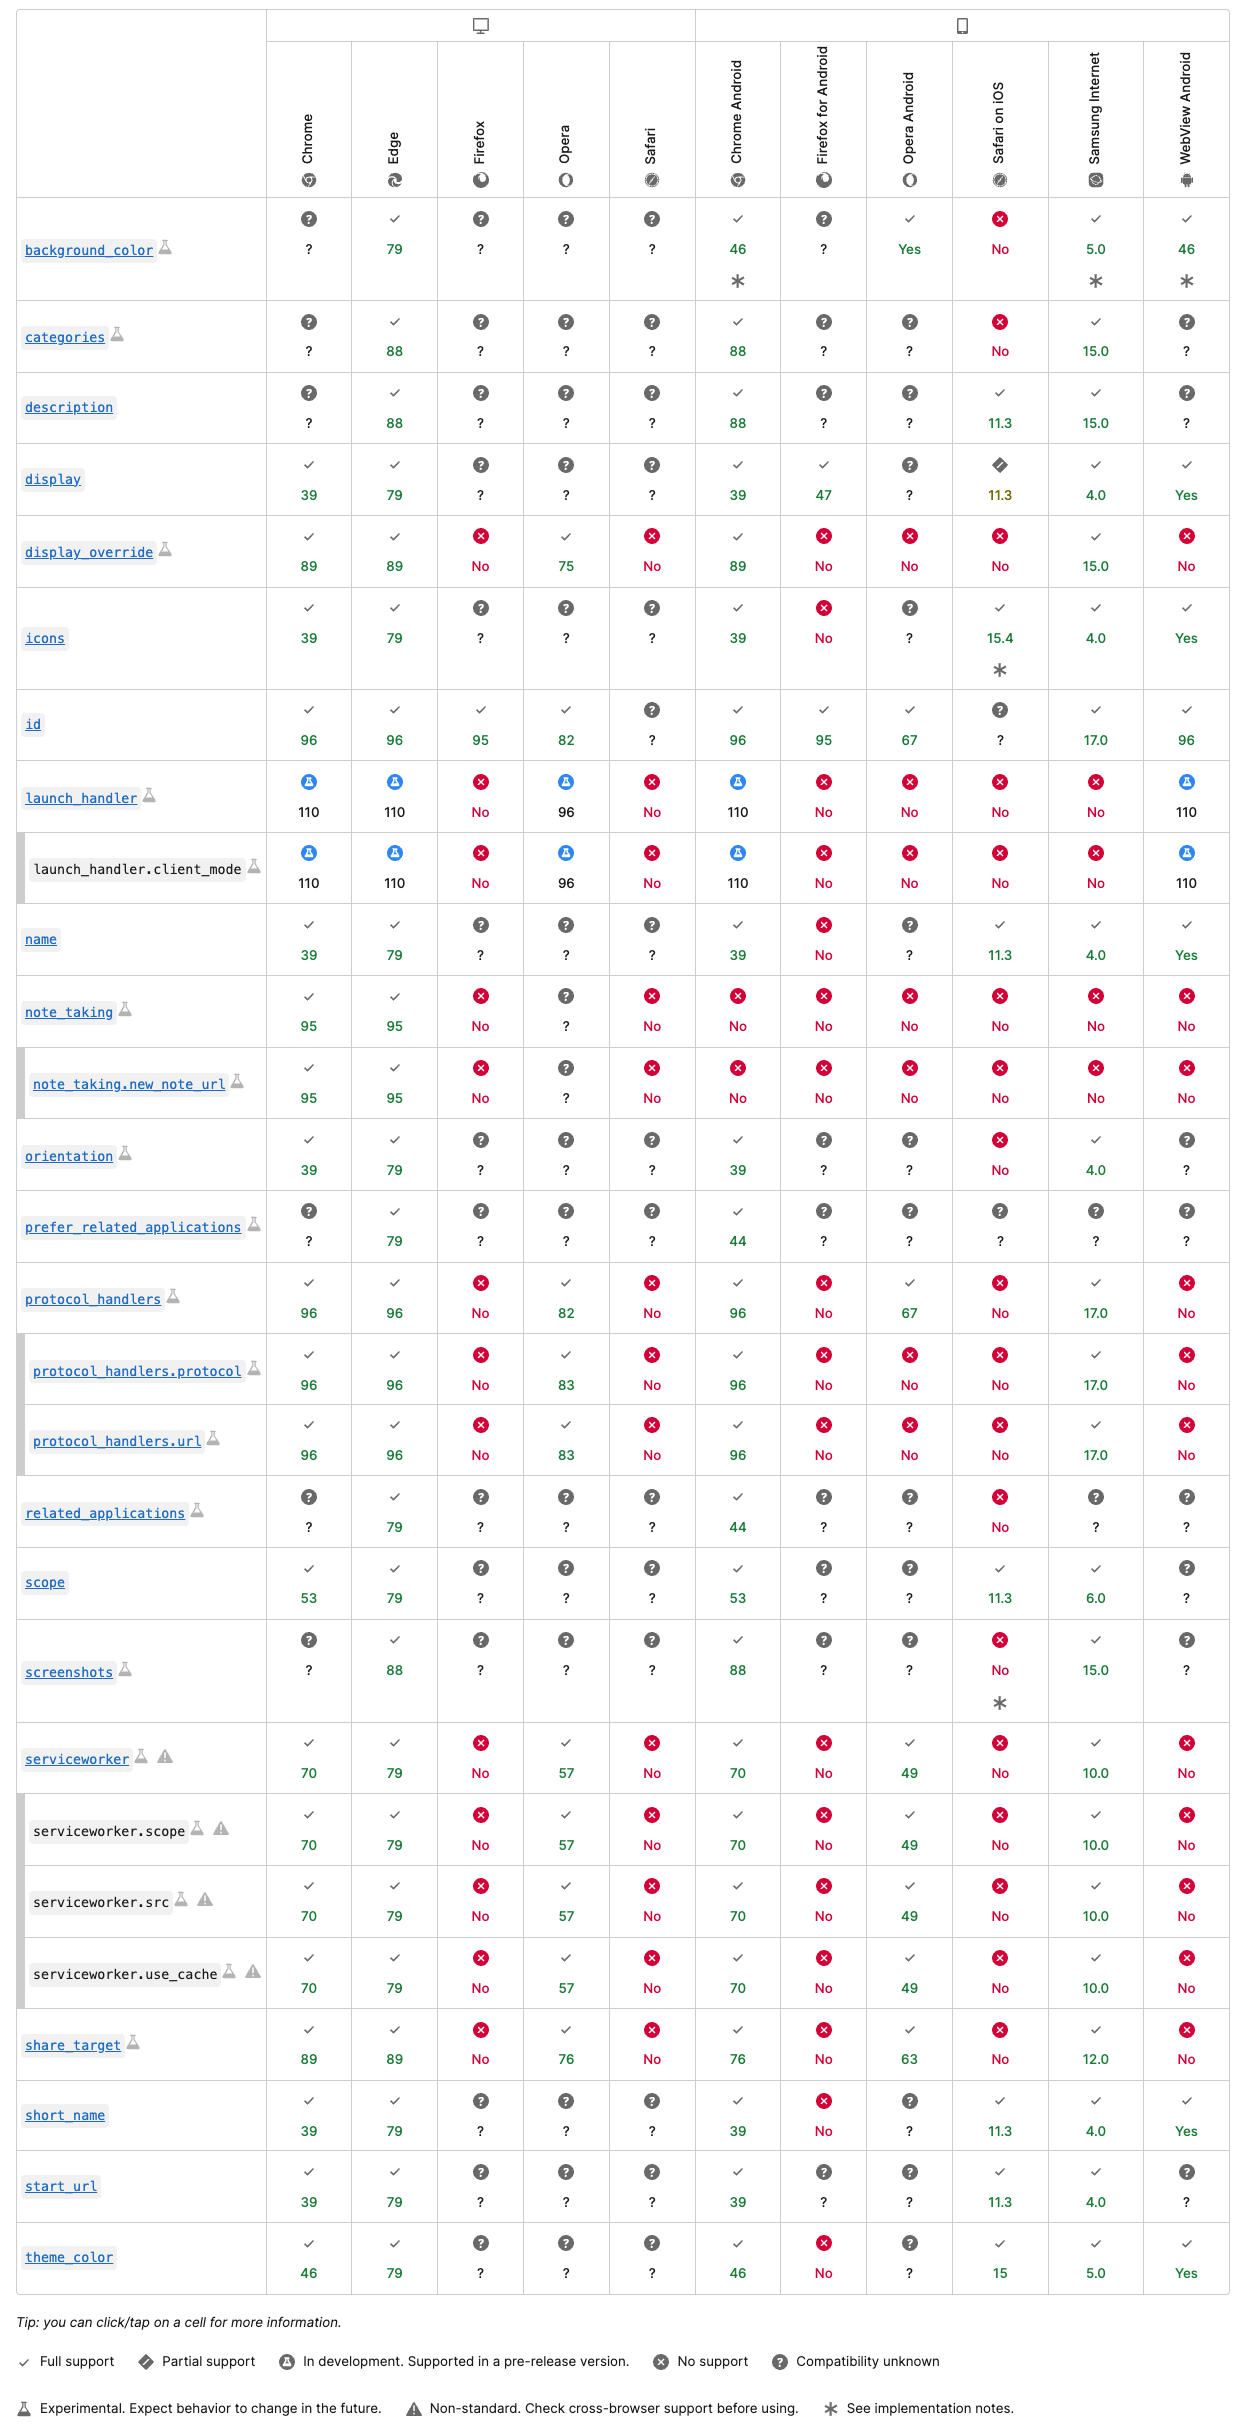 Chrome
Edge
Firefox
Opera
Safari
Chrome Android
Firefox for Android
Opera Android
Safari on iOS
Samsung Internet
WebView Android
background_color ? 79 ? ? ? 46 ? Yes No 5.0 46
* * *
categories ? 88 ? ? ? 88 ? ? No 15.0 ?
description ? 88 ? ? ? 88 ? ? 11.3 15.0 ?
display 39 79 ? ? ? 39 47 ? 11.3 4.0 Yes
display_override 89 89 No 75 No 89 No No No 15.0 No
icons 39 79 ? ? ? 39 No ? 15.4 4.0 Yes
*
id 96 96 95 82 ? 96 95 67 ? 17.0 96
launch_handler 110 110 No 96 No 110 No No No No 110
launch_handler.client_mode 110 110 No 96 No 110 No No No No 110
name 39 79 ? ? ? 39 No ? 11.3 4.0 Yes
note_taking 95 95 No ? No No No No No No No
note_taking.new_note_url 95 95 No ? No No No No No No No
orientation 39 79 ? ? ? 39 ? ? No 4.0 ?
prefer_related_applications ? 79 ? ? ? 44 ? ? ? ? ?
protocol_handlers 96 96 No 82 No 96 No 67 No 17.0 No
protocol_handlers.protocol 96 96 No 83 No 96 No No No 17.0 No
protocol_handlers.url 96 96 No 83 No 96 No No No 17.0 No
related_applications ? 79 ? ? ? 44 ? ? No ? ?
scope 53 79 ? ? ? 53 ? ? 11.3 6.0 ?
screenshots ? 88 ? ? ? 88 ? ? No 15.0 ?
*
serviceworker 70 79 No 57 No 70 No 49 No 10.0 No
serviceworker.scope 70 79 No 57 No 70 No 49 No 10.0 No
serviceworker.src 70 79 No 57 No 70 No 49 No 10.0 No
serviceworker.use_cache 70 79 No 57 No 70 No 49 No 10.0 No
share_target 89 89 No 76 No 76 No 63 No 12.0 No
short_name 39 79 ? ? ? 39 No ? 11.3 4.0 Yes
start_url 39 79 ? ? ? 39 ? ? 11.3 4.0 ?
theme_color 46 79 ? ? ? 46 No ? 15 5.0 Yes
Tip: you can click/tap on a cell for more information.
Full support Partial support In development. Supported in a pre-release version. No support Compatibility unknown
Experimental. Expect behavior to change in the future. Non-standard. Check cross-browser support before using. * See implementation notes.